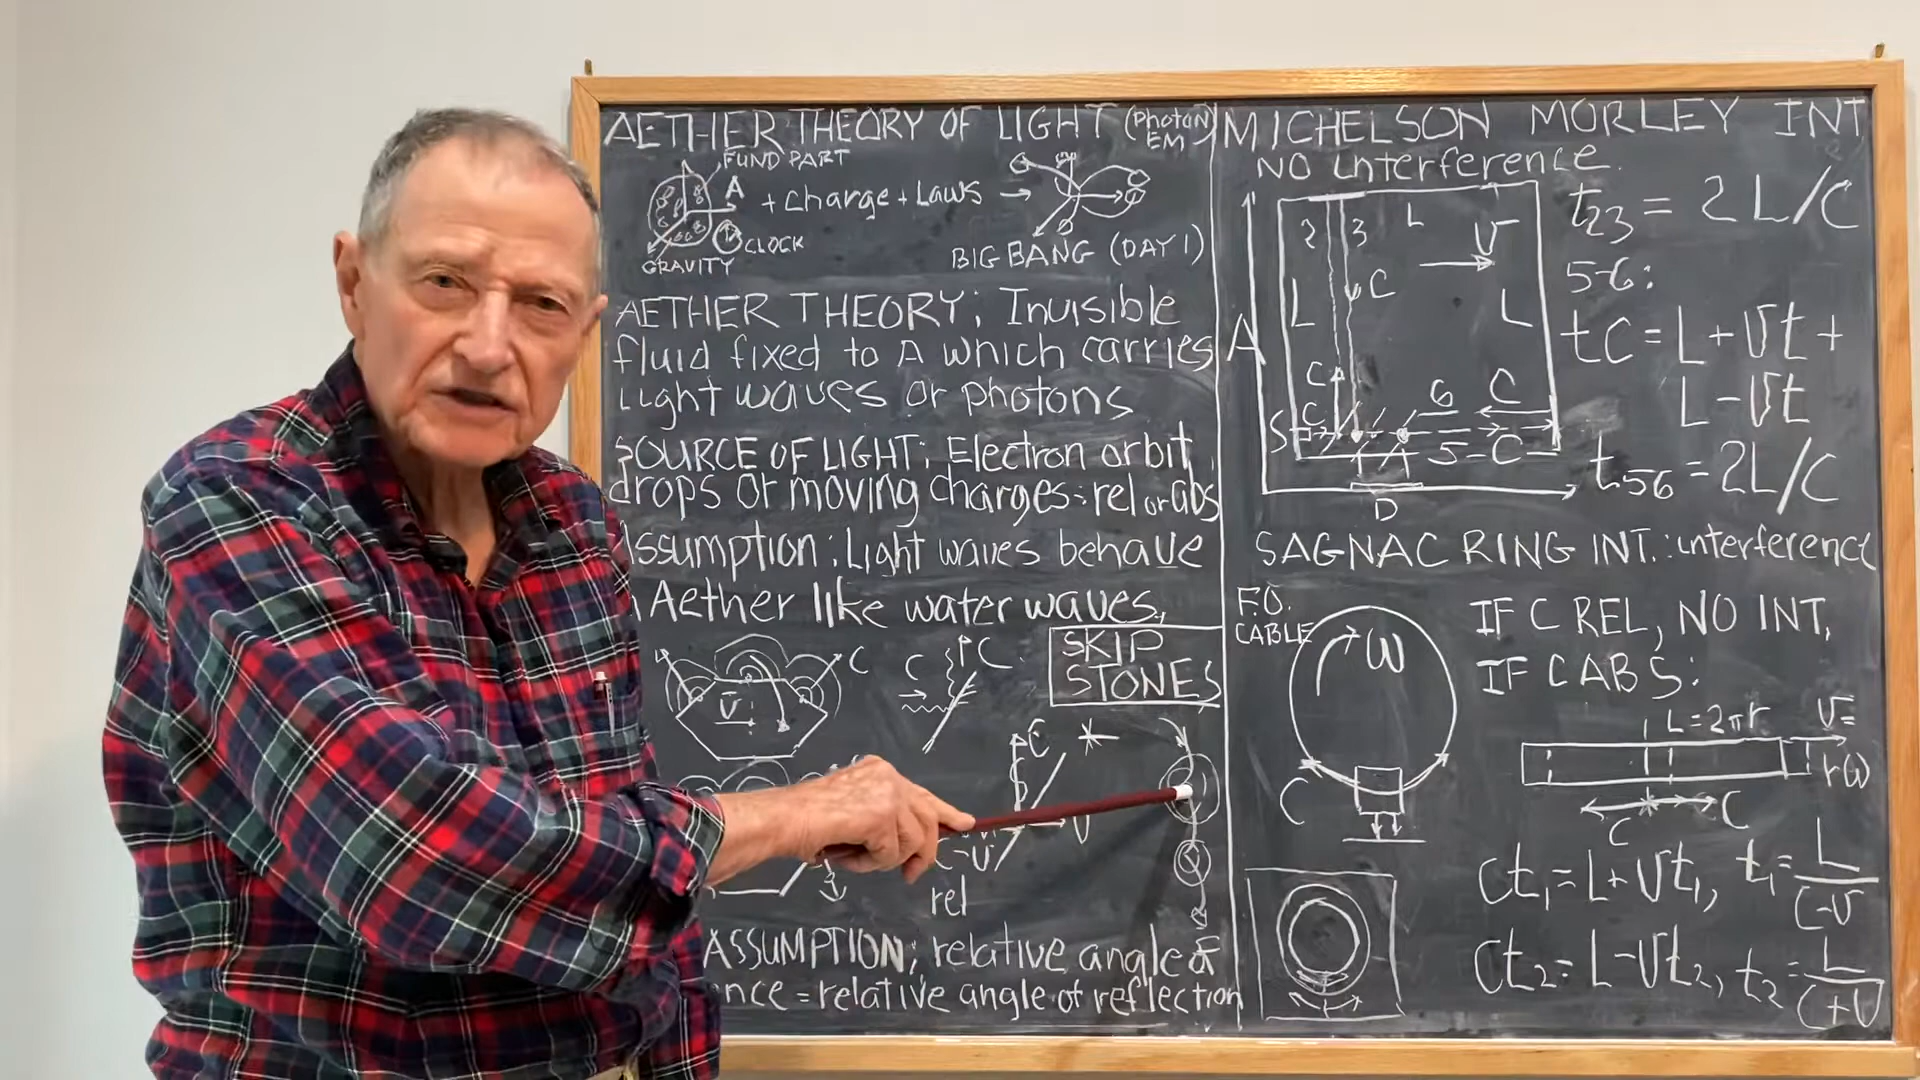 AETHER THEORY OF LIGHT (Photon)
EM
FUND PART
A + Charge + Laws →
CLOCK
GRAVITY
BIG BANG (DAY 1)
AETHER THEORY; Invisible
fluid fixed to A which carries
Light waves or photons
SOURCE OF LIGHT: Electron orbit
drops or moving charges = rel or abs
Assumption: Light waves behave
Aether like water waves,
SKIP
STONES
C
C
C
V
C
V
C-V
rel
ASSUMPTION; relative angle of
ence = relative angle of reflection
MICHELSON MORLEY INT
NO interference.
2 3 L V
C
L L
A
C
C 6 C
S
5 C
D
t23 = 2L/C
5-6:
tC = L + Vt +
L - Vt
t56 = 2L/C
SAGNAC RING INT.: interference
F.O.
CABLE
W
C
IF C REL, NO INT,
IF C ABS:
L = 2πr V =
rW
C C
Ct1 = L + Vt1, t1 = L/C-V
Ct2 = L - Vt2, t2 = L/C+V